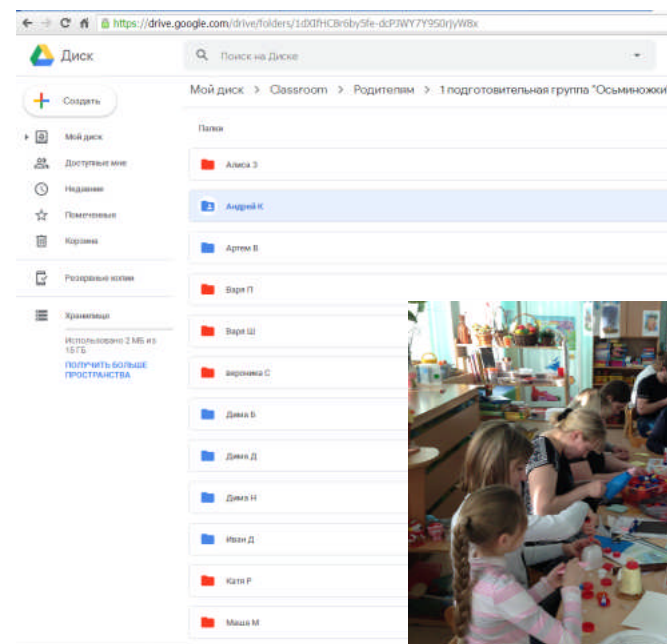 https://drive.google.com/drive/folders/1dXIfHC8r6by5fe-dcPJWY7Y9S0rJyW8x
Диск
Поиск на Диске
Создать
Мой диск
Доступные мне
Недавние
Помеченные
Корзина
Резервные копии
Хранилище
Использовано 2 МБ из
15 ГБ
ПОЛУЧИТЬ БОЛЬШЕ
ПРОСТРАНСТВА
Мой диск > Classroom > Родителям > 1 подготовительная группа "Осьминожки
Папки
Алиса З
Андрей К
Артем В
Варя П
Варя Ш
вероника С
Дима Б
Дима Д
Дима Н
Иван Д
Катя Р
Маша М